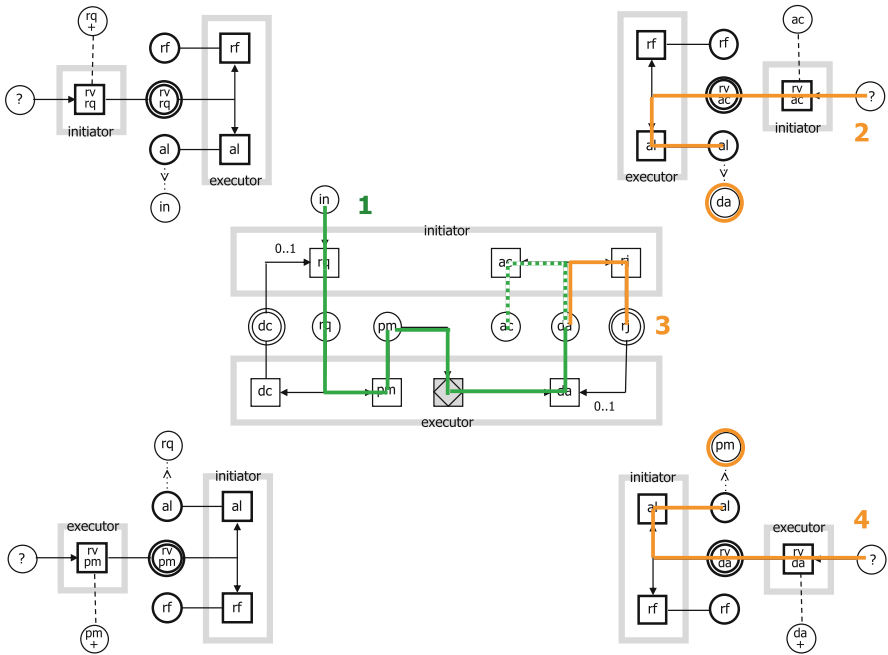 rq
+
rf
rf
?
rv
rq
rv
rq
initiator
al
al
executor
in
rf
rf
ac
rv
ac
rv
ac
?
initiator
2
al
al
executor
da
in
1
initiator
0..1
rq
ac
rj
dc
rq
pm
ac
da
rj
3
dc
pm
da
0..1
executor
rq
initiator
al
al
executor
?
rv
pm
rv
pm
rf
rf
pm
+
pm
initiator
al
al
4
executor
rv
da
rv
da
?
rf
rf
da
+